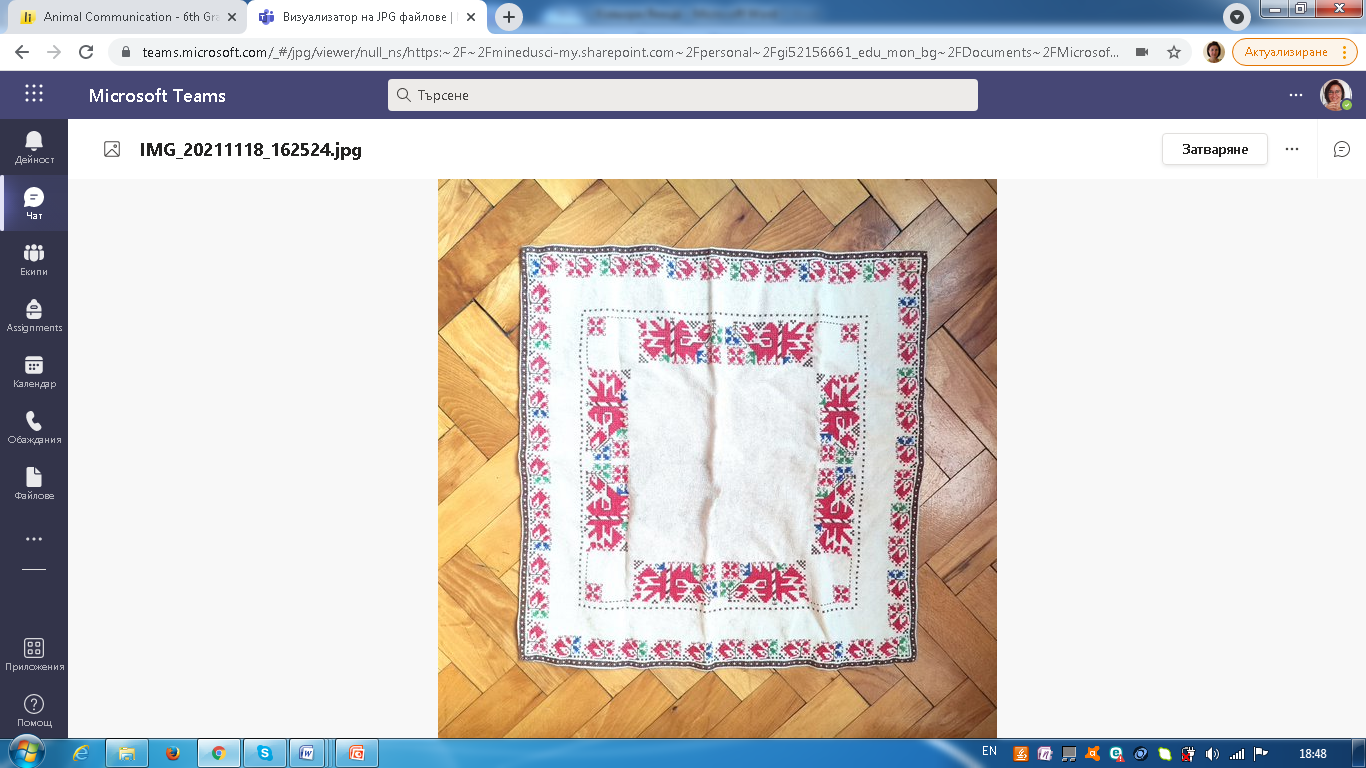 Animal Communication - 6th Gra
Визуализатор на JPG файлове |
teams.microsoft.com/_#/jpg/viewer/null_ns/https:~2F~2Fminedusci-my.sharepoint.com~2Fpersonal~2Fgi52156661_edu_mon_bg~2FDocuments~2FMicrosof...
Актуализиране
Microsoft Teams
Търсене
Дейност
IMG_20211118_162524.jpg
Затваряне
Чат
Екипи
Assignments
Календар
Обаждания
Файлове
Приложения
Помощ
EN
18:48